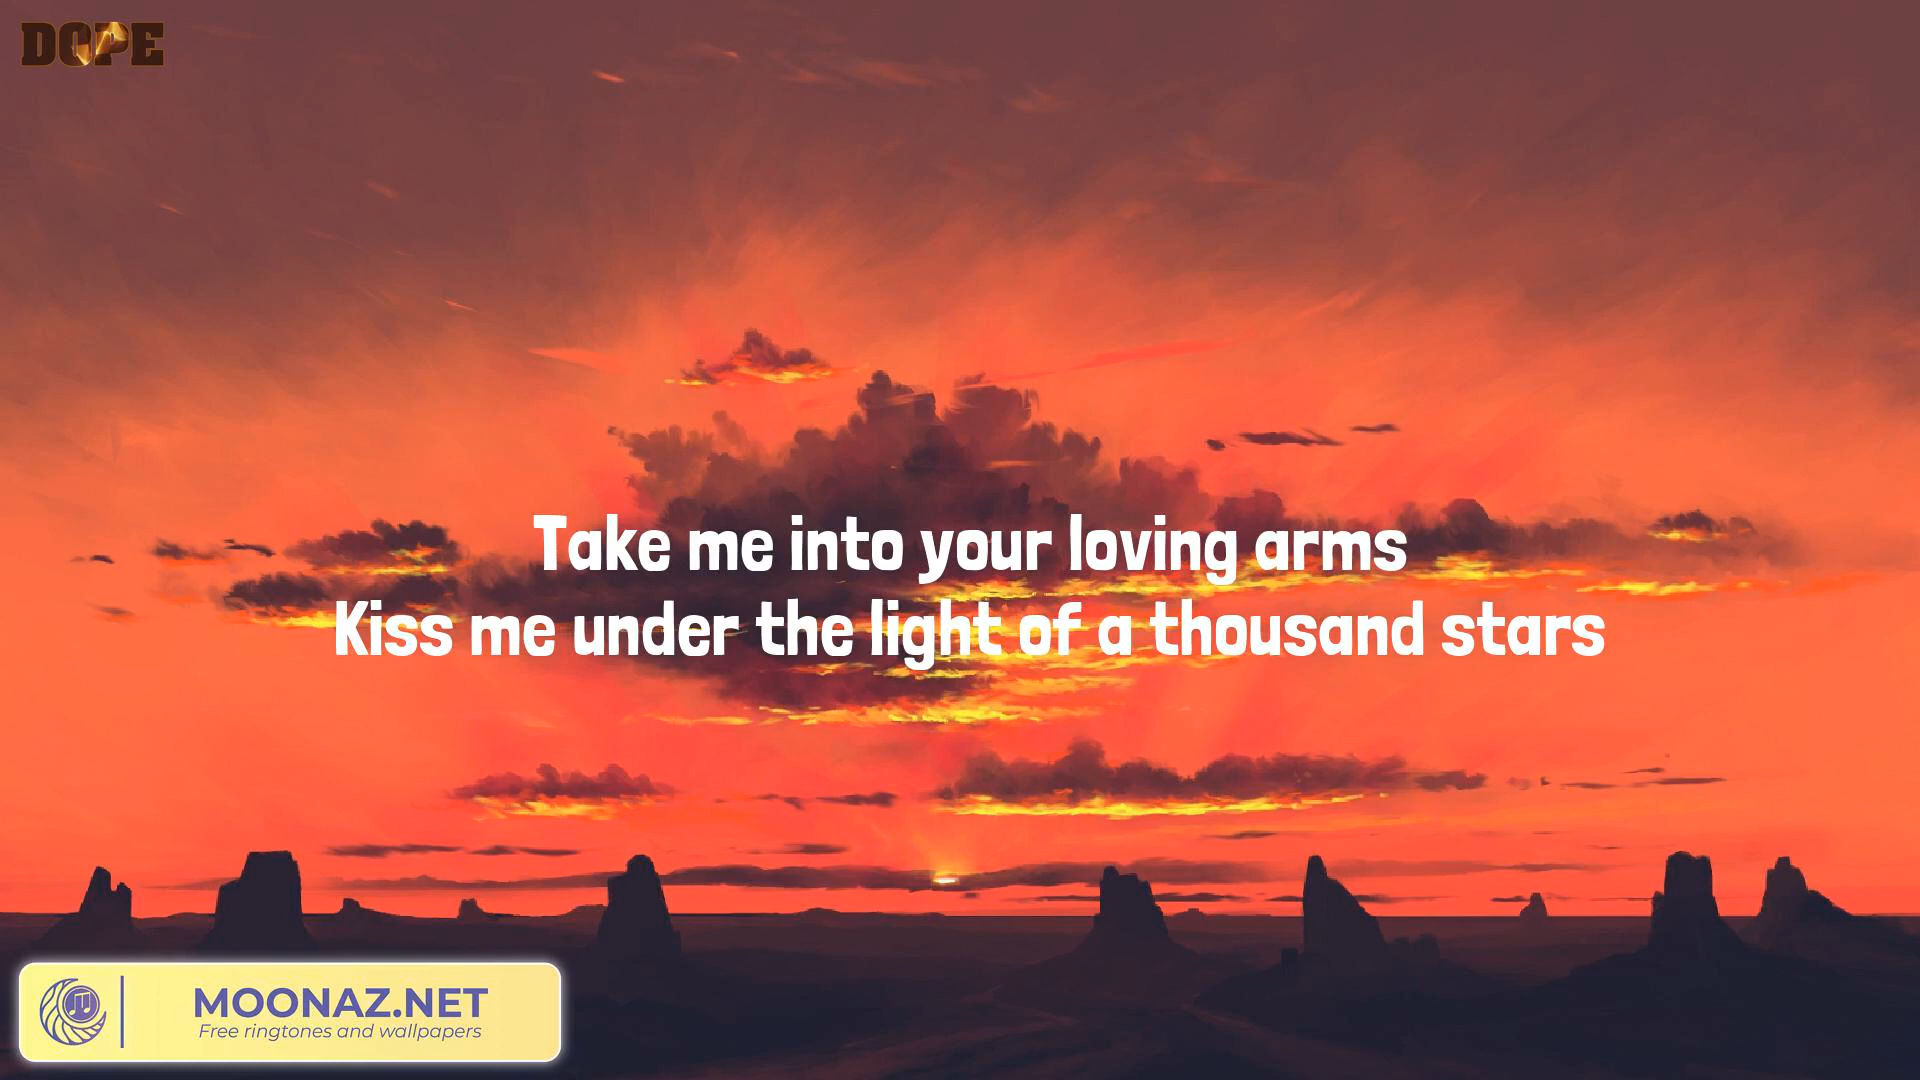 DOPE
Take me into your loving arms
Kiss me under the light of a thousand stars
MOONAZ.NET
Free ringtones and wallpapers